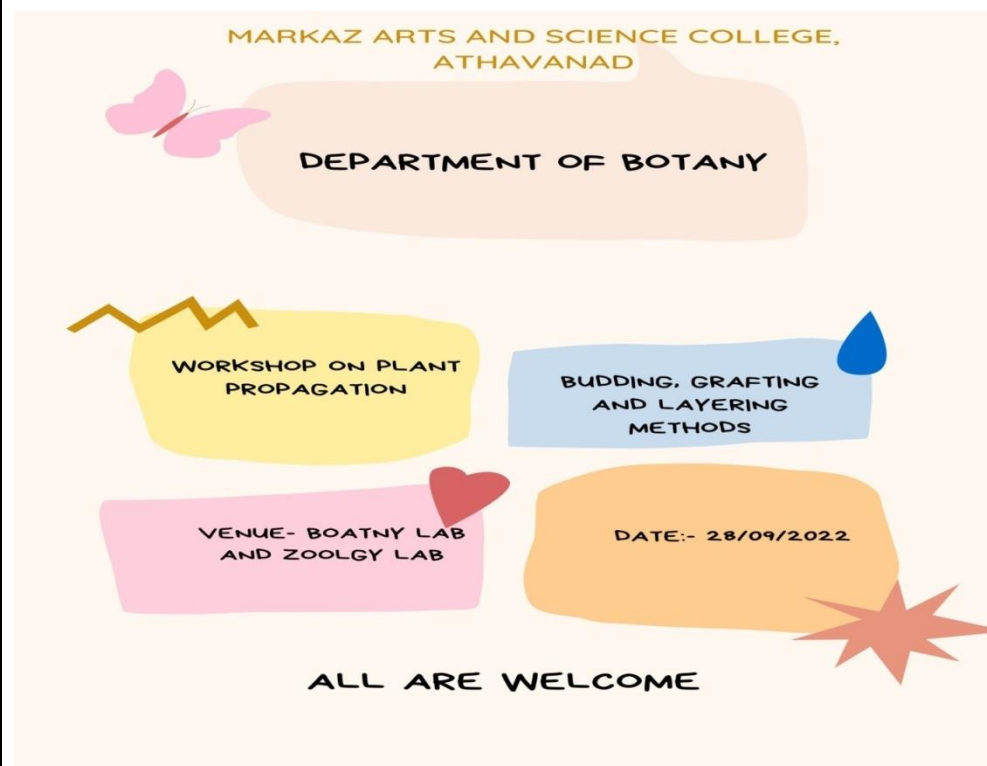 MARKAZ ARTS AND SCIENCE COLLEGE,
ATHAVANAD
DEPARTMENT OF BOTANY
WORKSHOP ON PLANT
PROPAGATION
BUDDING, GRAFTING
AND LAYERING
METHODS
VENUE- BOATNY LAB
AND ZOOLGY LAB
DATE:- 28/09/2022
ALL ARE WELCOME